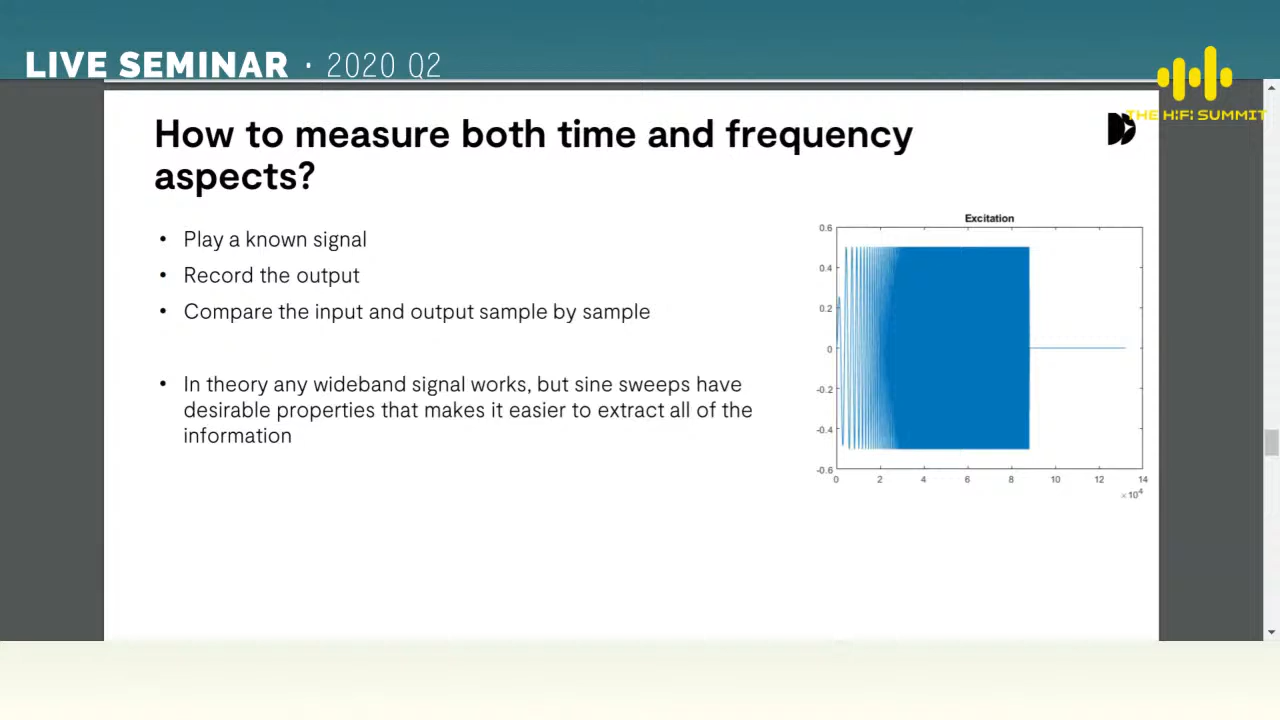 LIVE SEMINAR · 2020 Q2
THE HIFI SUMMIT
How to measure both time and frequency
aspects?
• Play a known signal
• Record the output
• Compare the input and output sample by sample
• In theory any wideband signal works, but sine sweeps have
desirable properties that makes it easier to extract all of the
information
Excitation
0.6
0.4
0.2
0
-0.2
-0.4
-0.6
0 2 4 6 8 10 12 14
×10⁴